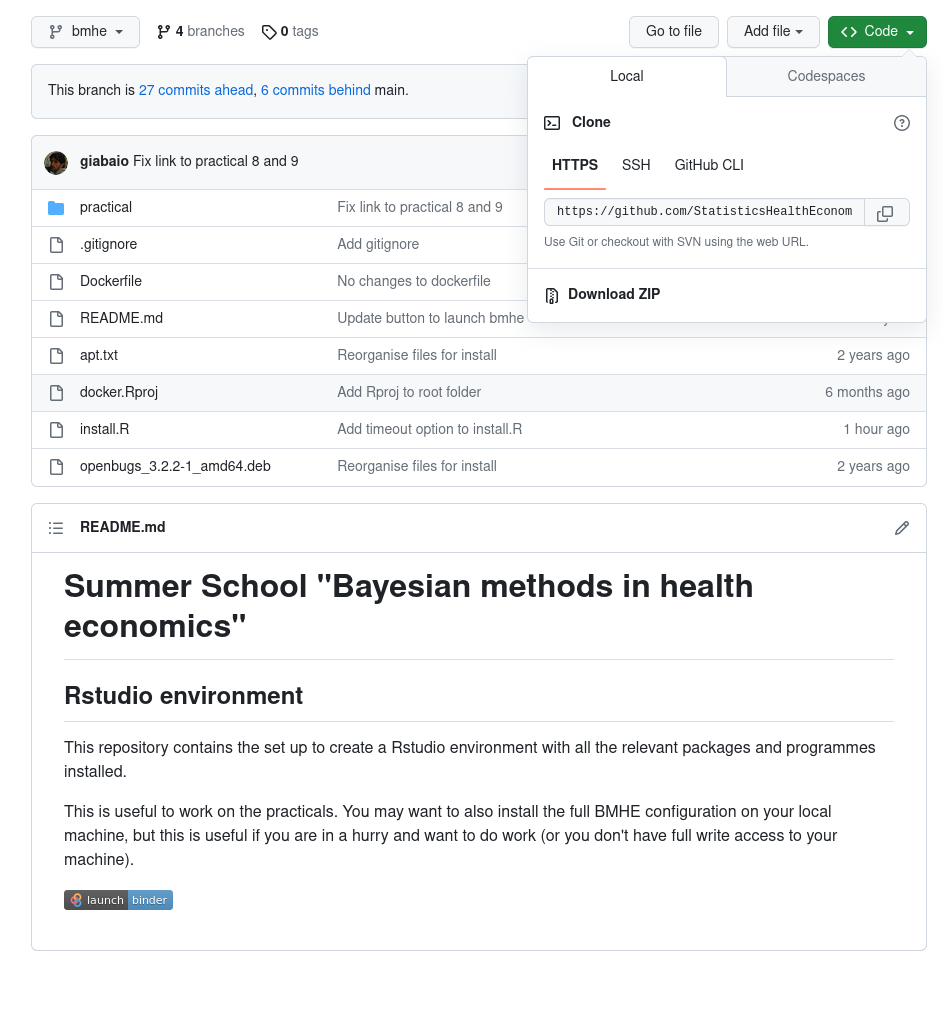 bmhe 4 branches 0 tags Go to file Add file Code
Local Codespaces
This branch is 27 commits ahead, 6 commits behind main.
Clone
HTTPS SSH GitHub CLI
https://github.com/StatisticsHealthEconom
Use Git or checkout with SVN using the web URL.
Download ZIP
giabaio Fix link to practical 8 and 9
practical Fix link to practical 8 and 9
.gitignore Add gitignore
Dockerfile No changes to dockerfile
README.md Update button to launch bmhe
apt.txt Reorganise files for install 2 years ago
docker.Rproj Add Rproj to root folder 6 months ago
install.R Add timeout option to install.R 1 hour ago
openbugs_3.2.2-1_amd64.deb Reorganise files for install 2 years ago
README.md
Summer School "Bayesian methods in health
economics"
Rstudio environment
This repository contains the set up to create a Rstudio environment with all the relevant packages and programmes
installed.
This is useful to work on the practicals. You may want to also install the full BMHE configuration on your local
machine, but this is useful if you are in a hurry and want to do work (or you don't have full write access to your
machine).
launch binder